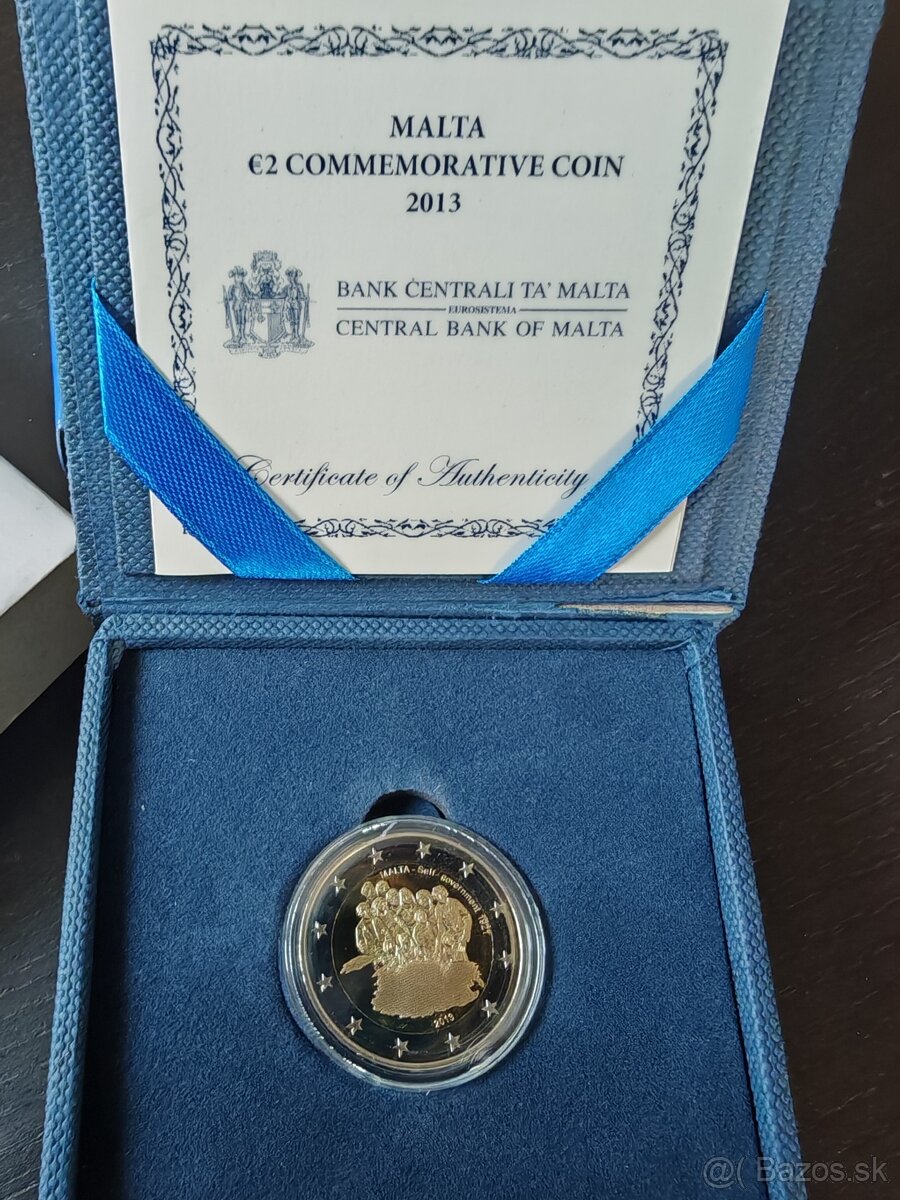 MALTA
€2 COMMEMORATIVE COIN
2013
BANK ĊENTRALI TA' MALTA
EUROSISTEMA
CENTRAL BANK OF MALTA
Certificate of Authenticity
MALTA - Self-government 1921
2013
@( Bazos.sk